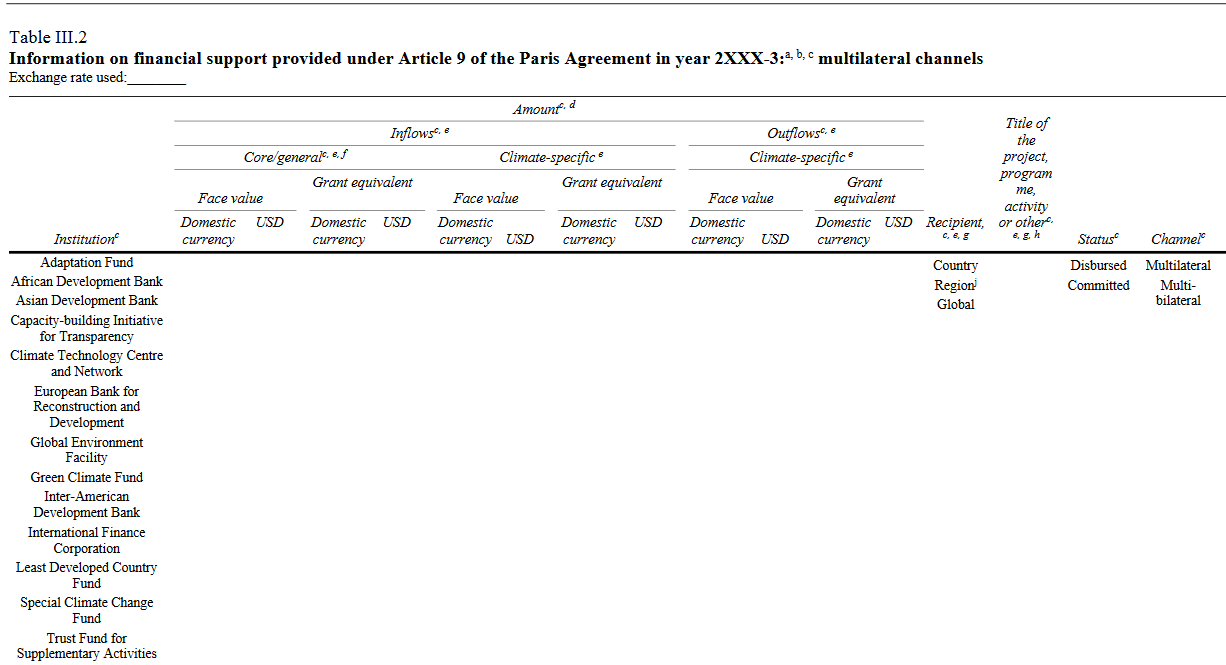 Table III.2
Information on financial support provided under Article 9 of the Paris Agreement in year 2XXX-3:a, b, c multilateral channels
Exchange rate used:________
Amountc, d
Inflowsc, e
Outflowsc, e
Core/generalc, e, f
Climate-specific e
Climate-specific e
Face value
Grant equivalent
Face value
Grant equivalent
Face value
Grant
equivalent
Title of
the
project,
program
me,
activity
or otherc,
e, g, h
Institutionc
Domestic
currency
USD
Domestic
currency
USD
Domestic
currency
USD
Domestic
currency
USD
Domestic
currency
USD
Domestic
currency
USD
Recipient,
c, e, g
Statusc
Channelc
Adaptation Fund
African Development Bank
Asian Development Bank
Capacity-building Initiative
for Transparency
Climate Technology Centre
and Network
European Bank for
Reconstruction and
Development
Global Environment
Facility
Green Climate Fund
Inter-American
Development Bank
International Finance
Corporation
Least Developed Country
Fund
Special Climate Change
Fund
Trust Fund for
Supplementary Activities
Country
Regionj
Global
Disbursed
Committed
Multilateral
Multi-
bilateral